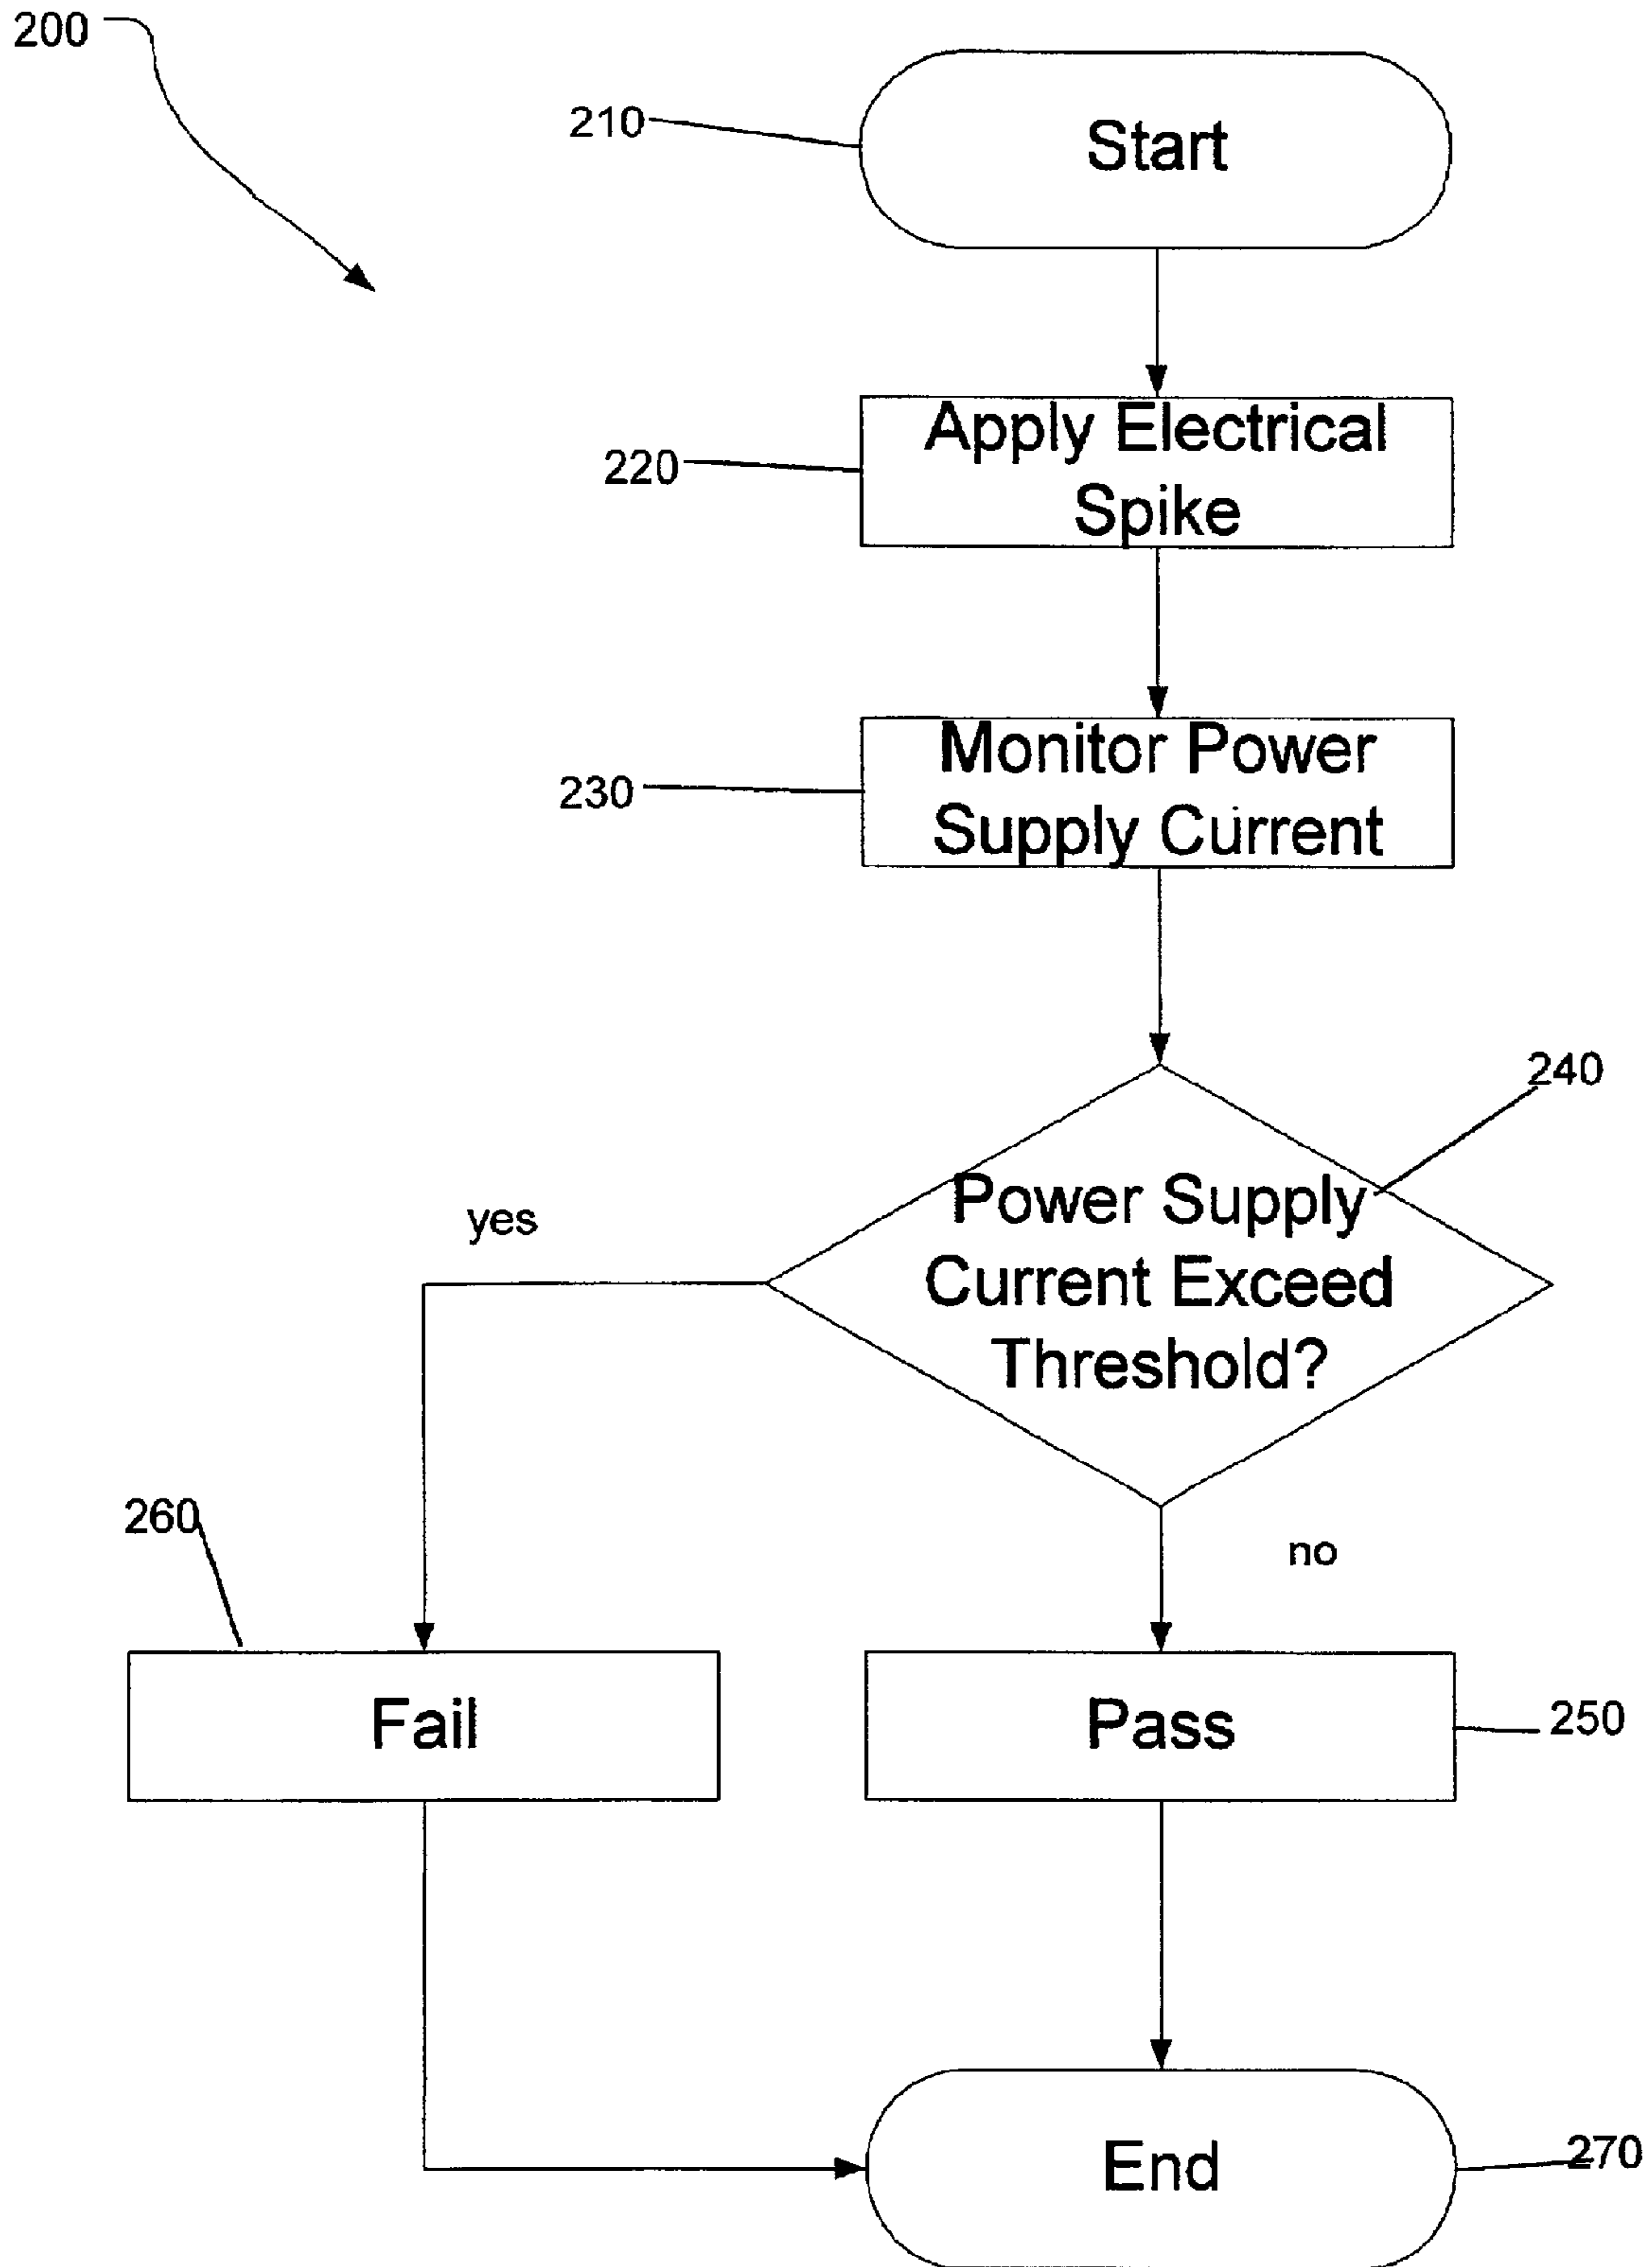 200
210
Start
220
Apply Electrical
Spike
230
Monitor Power
Supply Current
240
Power Supply
Current Exceed
Threshold?
yes
no
260
Fail
Pass
250
End
270